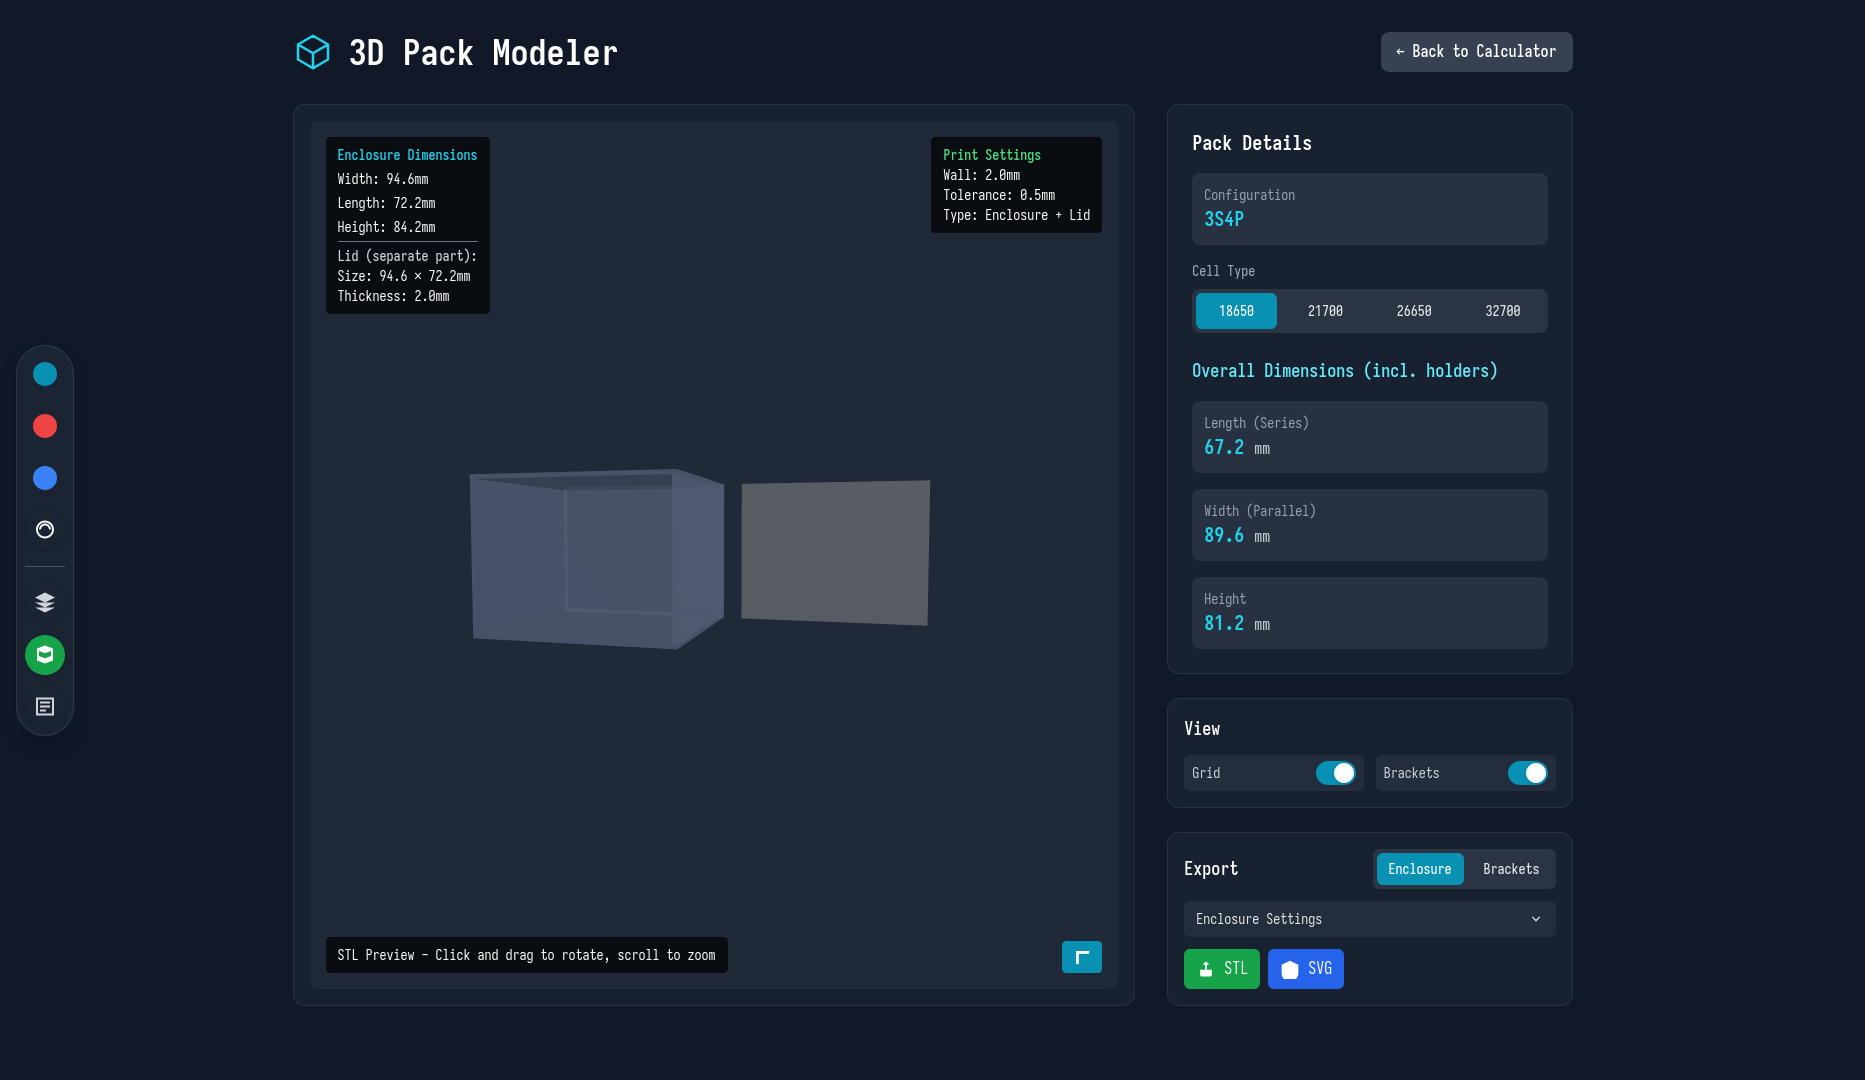 3D Pack Modeler
← Back to Calculator
Enclosure Dimensions
Width: 94.6mm
Length: 72.2mm
Height: 84.2mm
Lid (separate part):
Size: 94.6 × 72.2mm
Thickness: 2.0mm
Print Settings
Wall: 2.0mm
Tolerance: 0.5mm
Type: Enclosure + Lid
STL Preview - Click and drag to rotate, scroll to zoom
Pack Details
Configuration
3S4P
Cell Type
18650 21700 26650 32700
Overall Dimensions (incl. holders)
Length (Series)
67.2 mm
Width (Parallel)
89.6 mm
Height
81.2 mm
View
Grid Brackets
Export Enclosure Brackets
Enclosure Settings
STL SVG